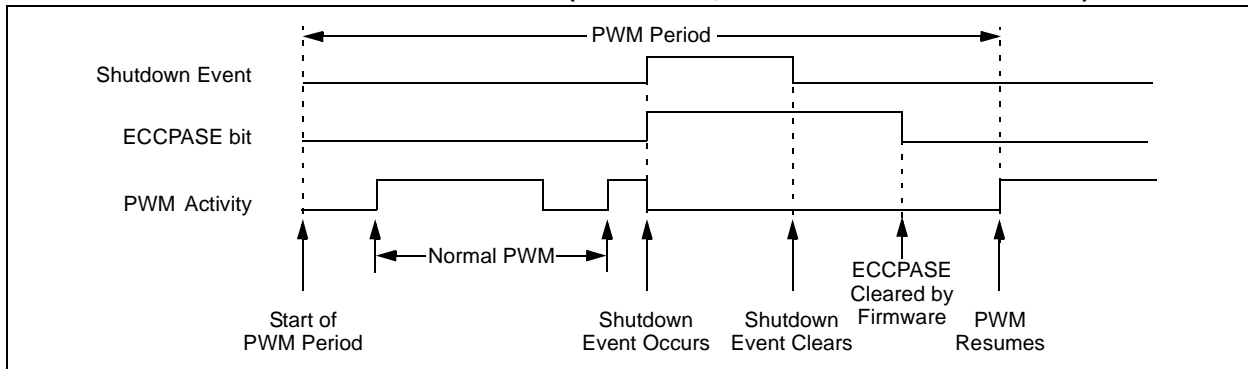 PWM Period
Shutdown Event
ECCPASE bit
PWM Activity
Normal PWM
Start of
PWM Period
Shutdown
Event Occurs
Shutdown
Event Clears
ECCPASE
Cleared by
Firmware
PWM
Resumes